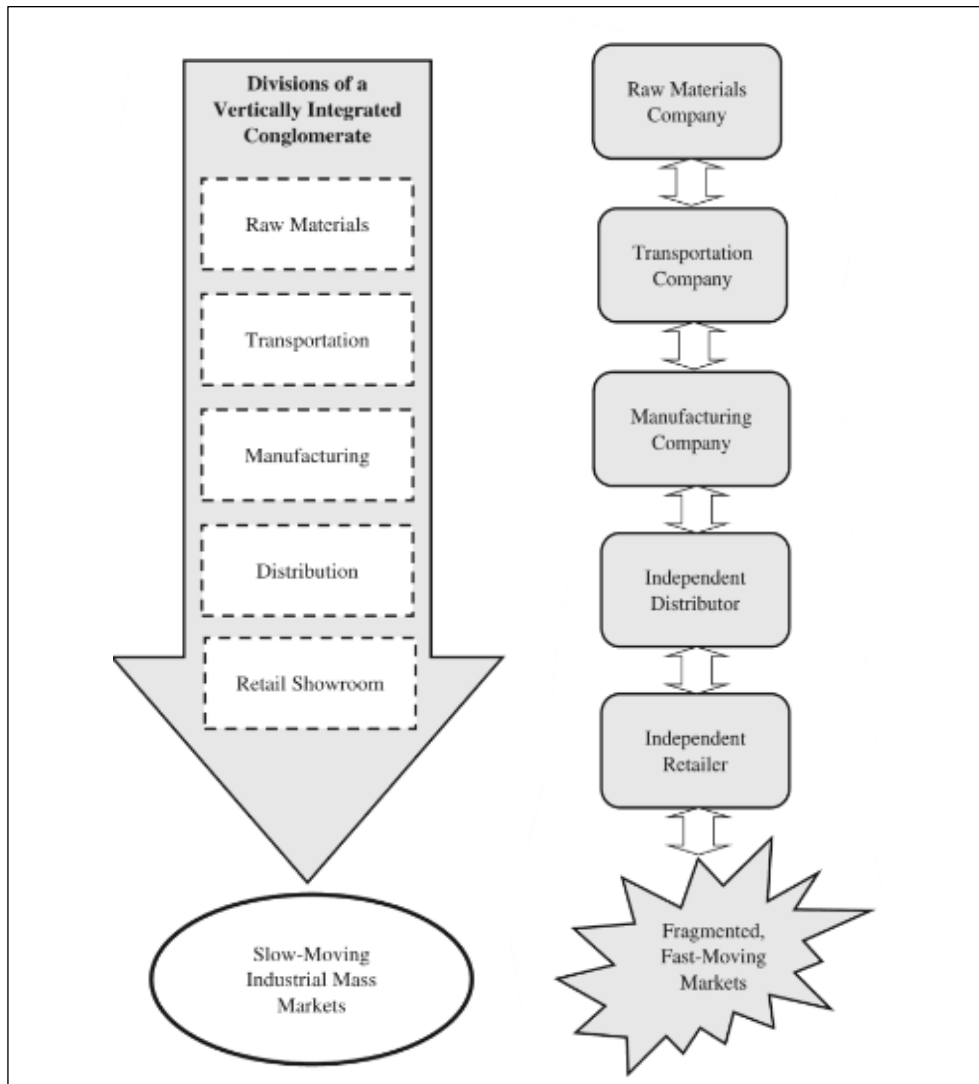 Divisions of a
Vertically Integrated
Conglomerate
Raw Materials
Transportation
Manufacturing
Distribution
Retail Showroom
Slow-Moving
Industrial Mass
Markets
Raw Materials
Company
Transportation
Company
Manufacturing
Company
Independent
Distributor
Independent
Retailer
Fragmented,
Fast-Moving
Markets